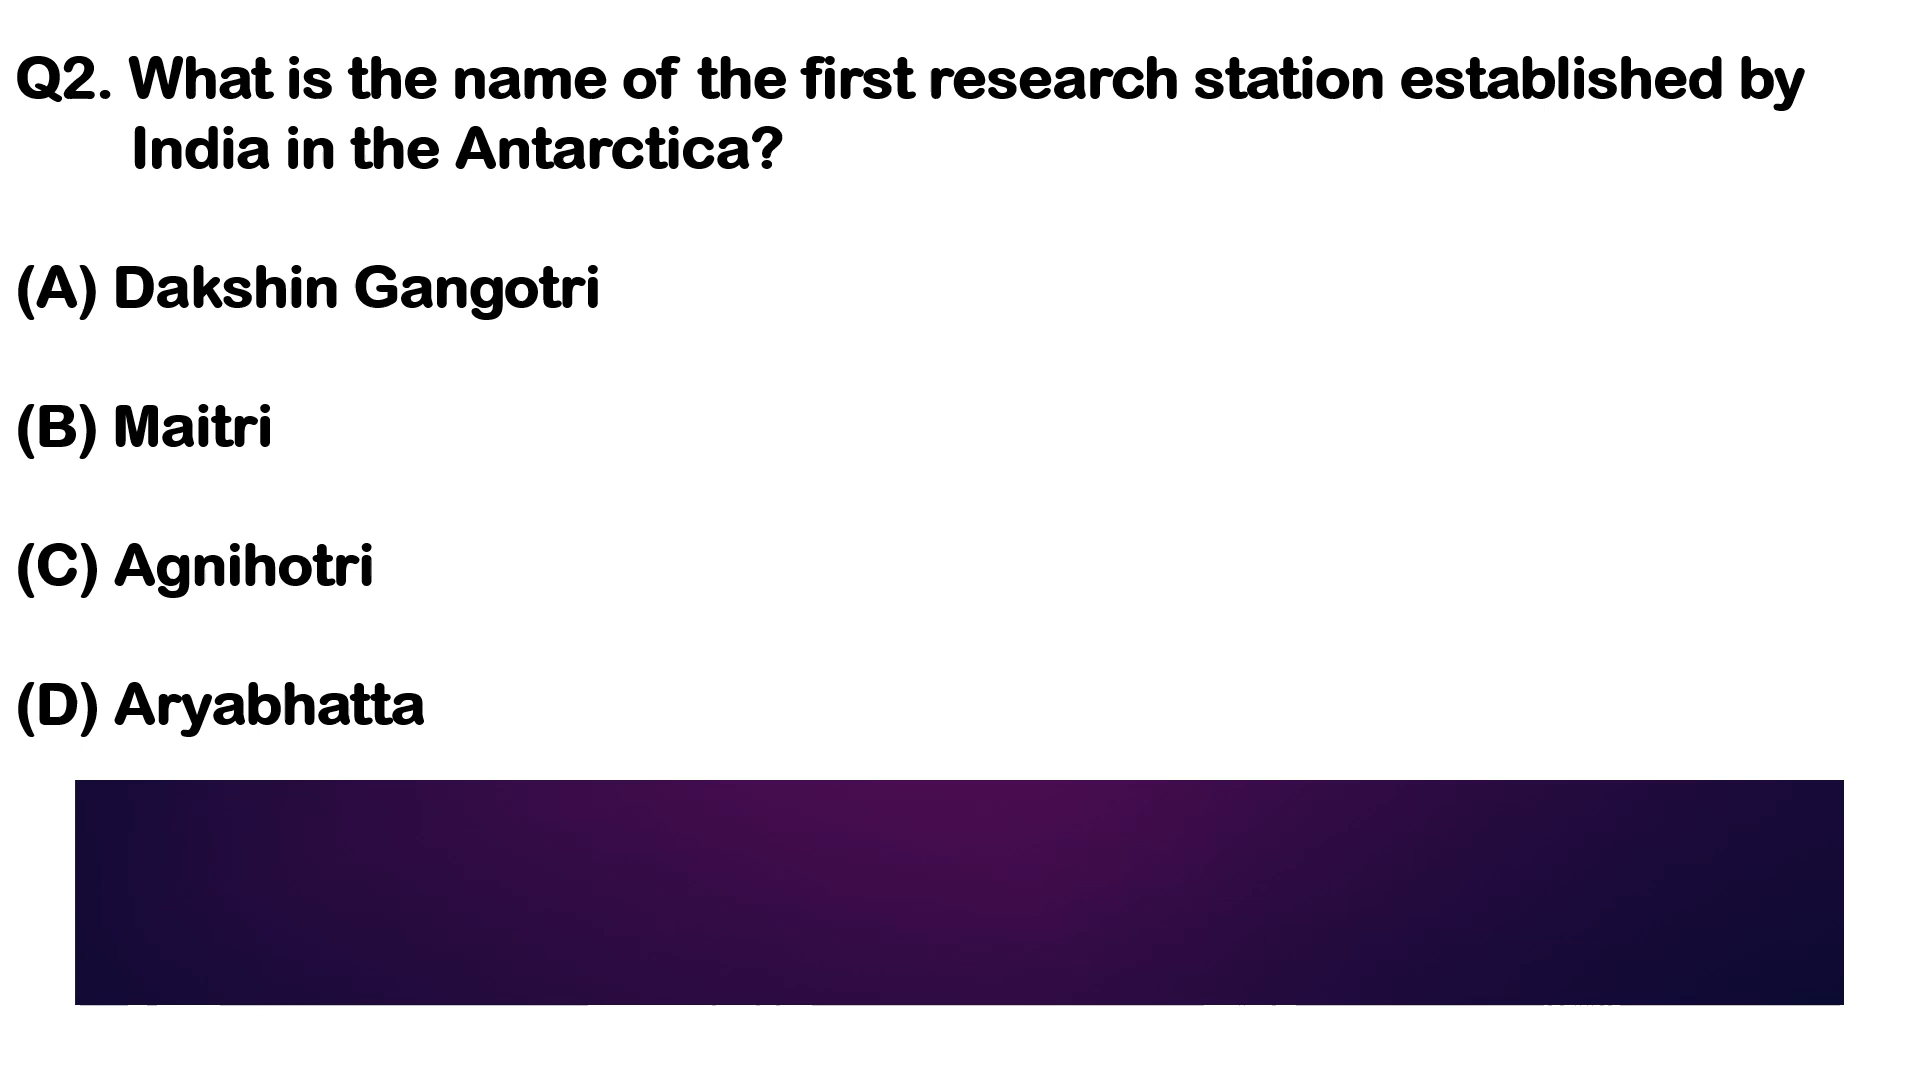 Q2. What is the name of the first research station established by
India in the Antarctica?
(A) Dakshin Gangotri
(B) Maitri
(C) Agnihotri
(D) Aryabhatta